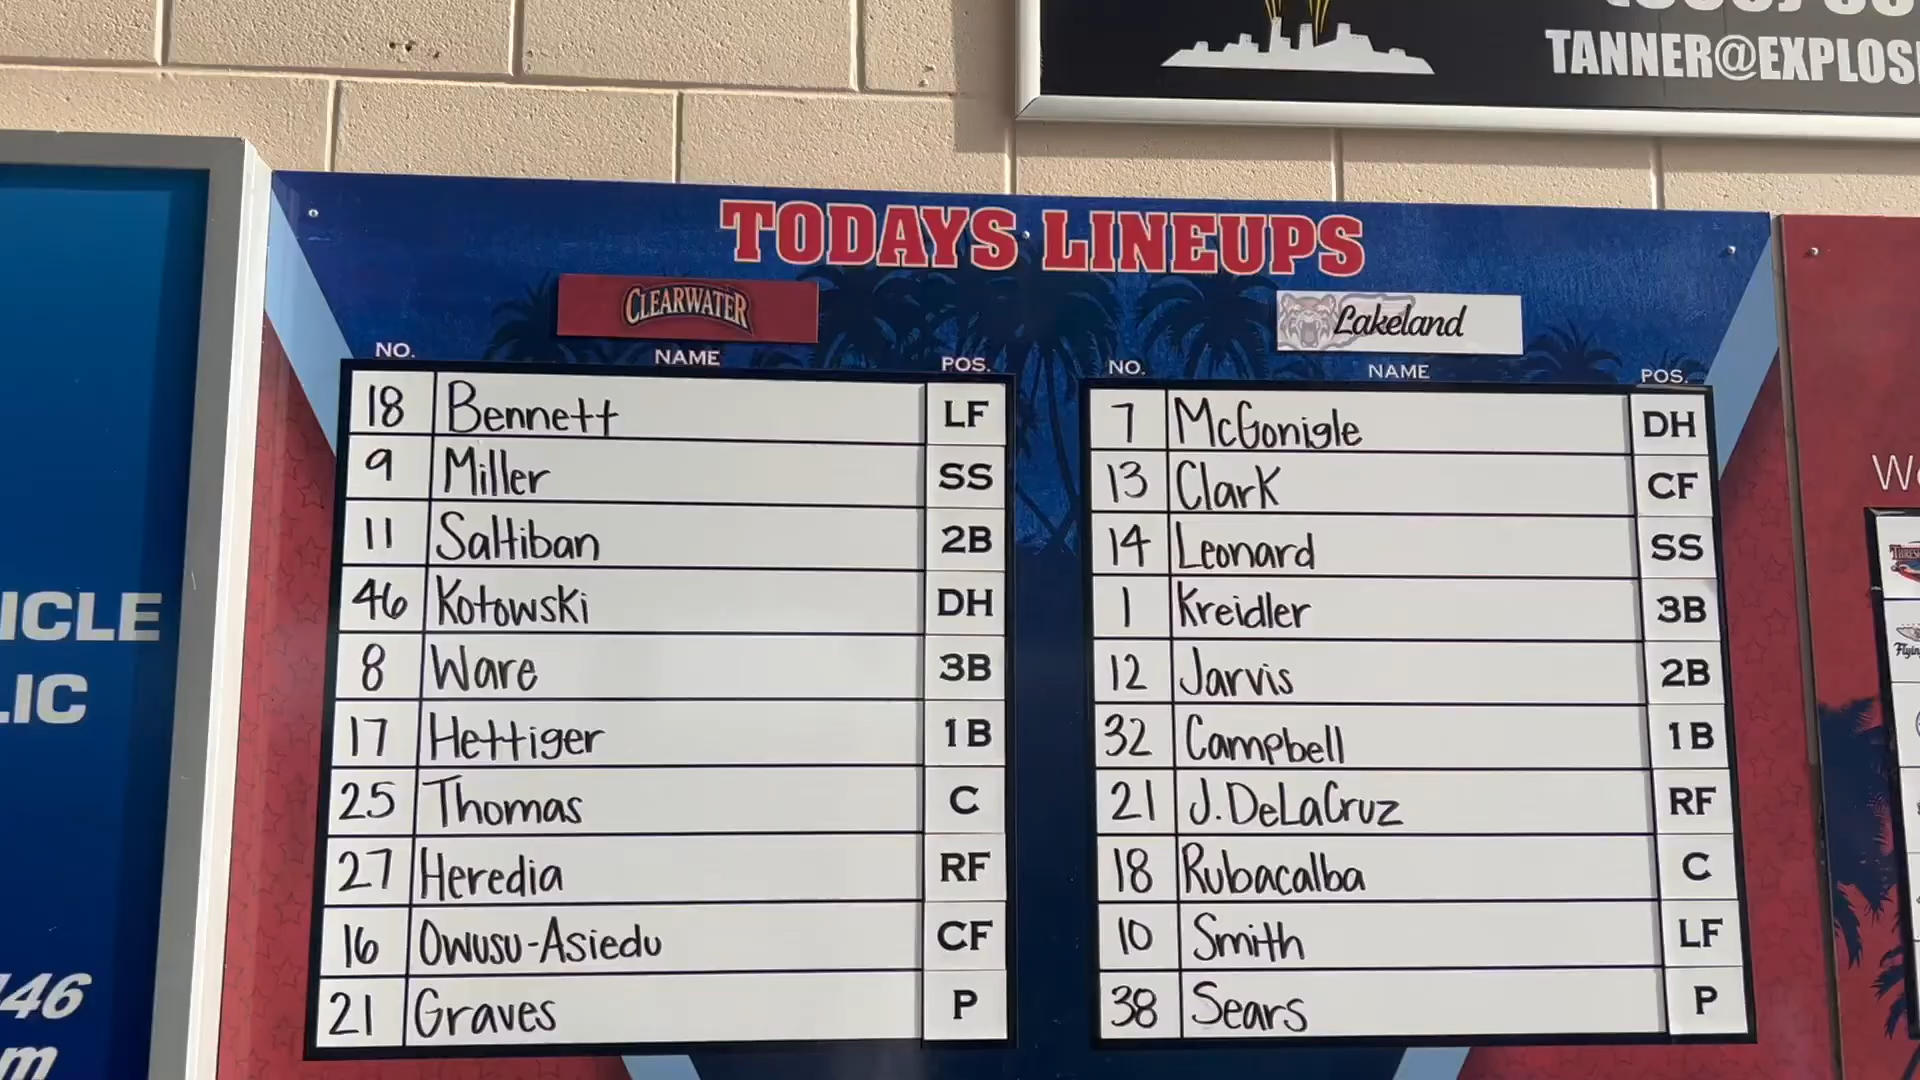 TANNER@EXPLOS
TODAYS LINEUPS
CLEARWATER
Lakeland
NO. NAME POS. NO. NAME POS.
18 Bennett LF 7 McGonigle DH
9 Miller SS 13 Clark CF
11 Saltiban 2B 14 Leonard SS
46 Kotowski DH 1 Kreidler 3B
8 Ware 3B 12 Jarvis 2B
17 Hettiger 1B 32 Campbell 1B
25 Thomas C 21 J.DeLaCruz RF
27 Heredia RF 18 Rubacalba C
16 Owusu-Asiedu CF 10 Smith LF
21 Graves P 38 Sears P
ICLE
LIC
46
m